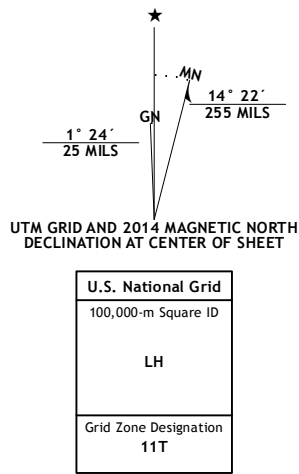 ★
MN
GN
14° 22´
255 MILS
1° 24´
25 MILS
UTM GRID AND 2014 MAGNETIC NORTH
DECLINATION AT CENTER OF SHEET
U.S. National Grid
100,000-m Square ID
LH
Grid Zone Designation
11T